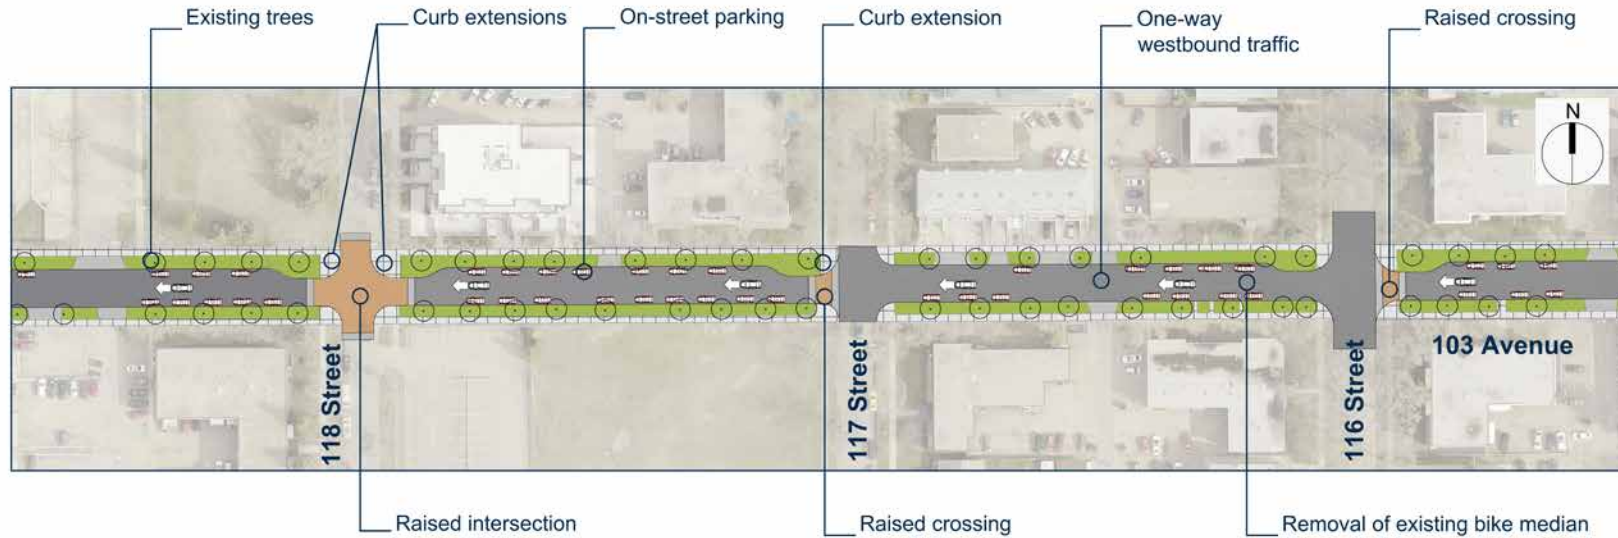 Existing trees
Curb extensions
On-street parking
Curb extension
One-way
westbound traffic
Raised crossing
N
118 Street
117 Street
116 Street
103 Avenue
Raised intersection
Raised crossing
Removal of existing bike median